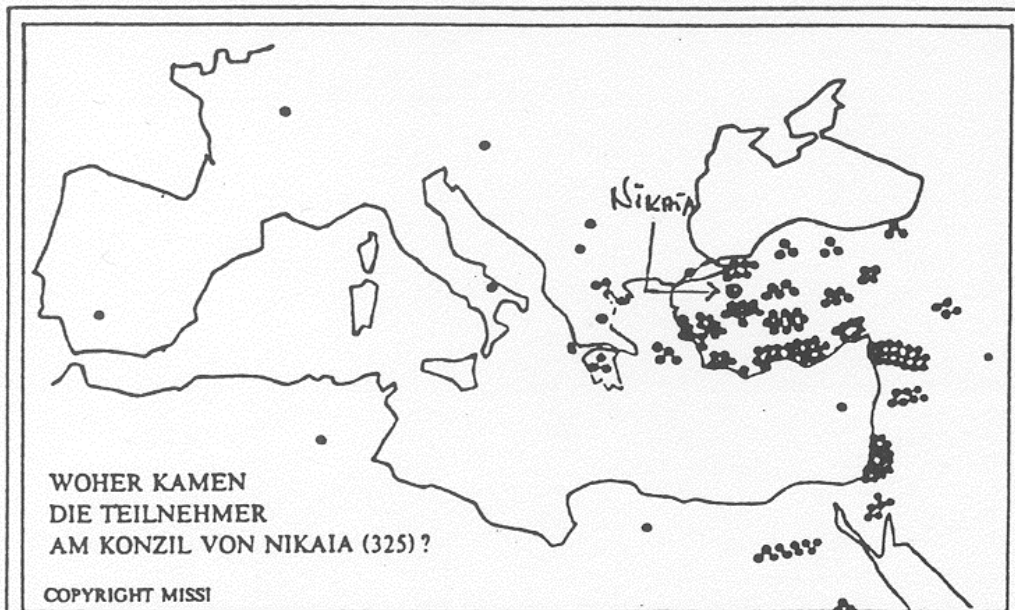 NiKAiA
WOHER KAMEN
DIE TEILNEHMER
AM KONZIL VON NIKAIA (325) ?
COPYRIGHT MISSI